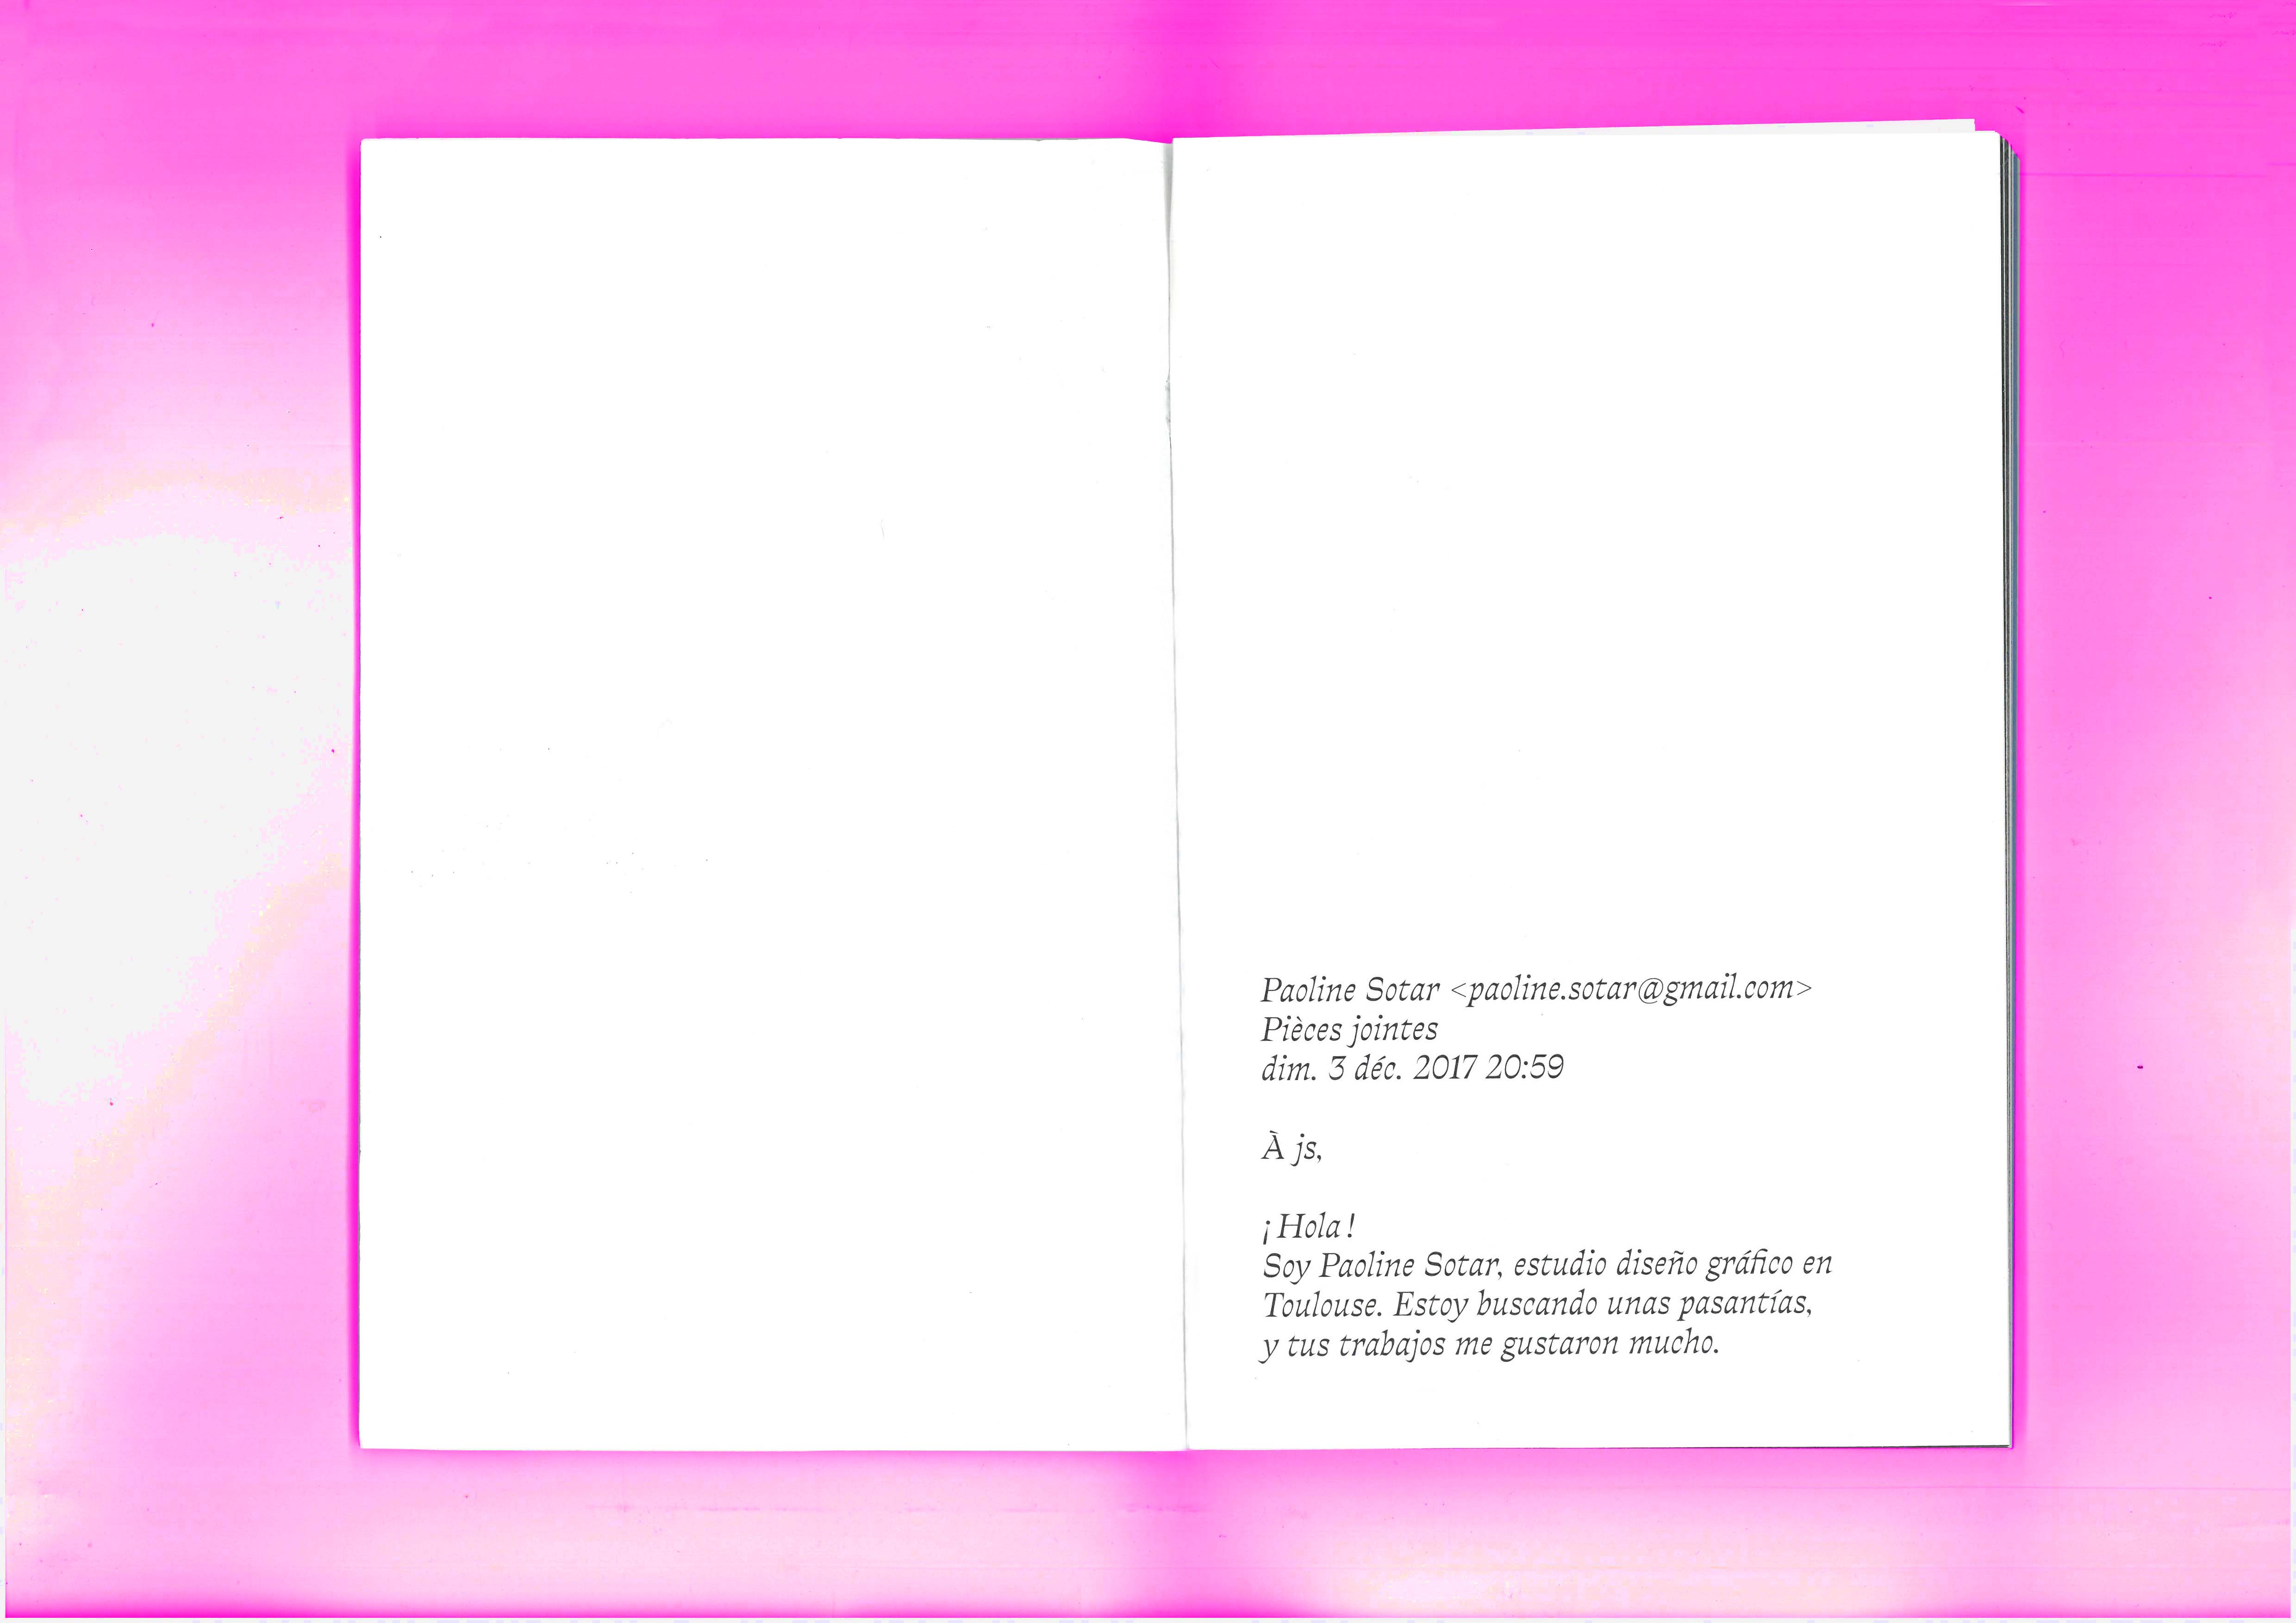 Paoline Sotar <paoline.sotar@gmail.com>
Pièces jointes
dim. 3 déc. 2017 20:59
À js,
¡Hola !
Soy Paoline Sotar, estudio diseño gráfico en
Toulouse. Estoy buscando unas pasantías,
y tus trabajos me gustaron mucho.